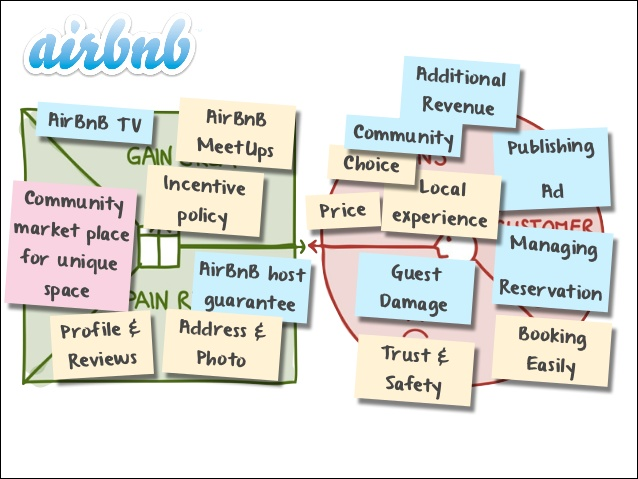 airbnb
AirBnB TV
AirBnB
MeetUps
GAIN
Incentive
policy
Community
market place
for unique
space
AirBnB host
guarantee
PAIN R
Profile &
Reviews
Address &
Photo
Additional
Revenue
Community
Choice
NS
Publishing
Ad
Price
Local
experience
CUSTOMER
Managing
Reservation
Guest
Damage
Trust &
Safety
Booking
Easily